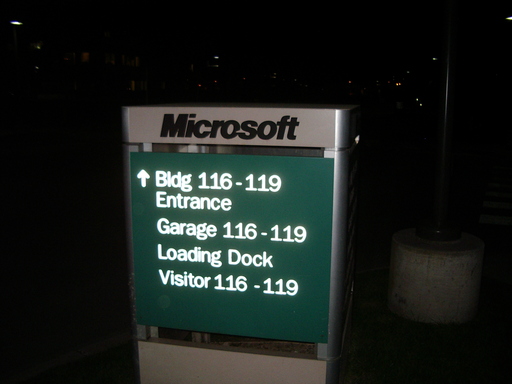 Microsoft
Bldg 116-119
Entrance
Garage 116-119
Loading Dock
Visitor 116-119